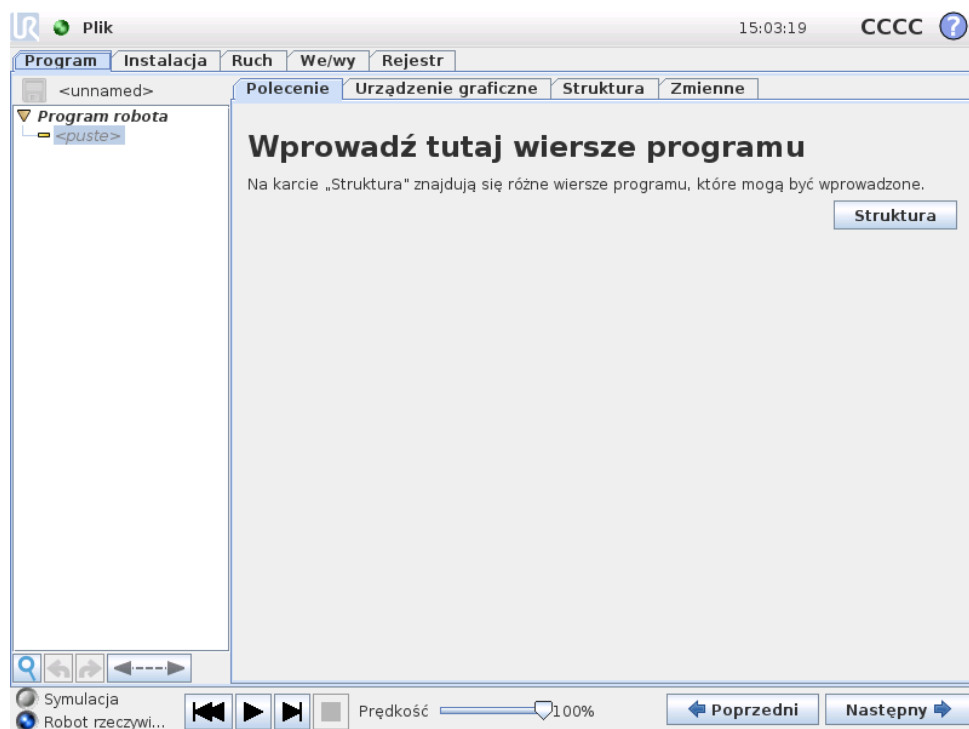 UR Plik 15:03:19 CCCC ?
Program Instalacja Ruch We/wy Rejestr
<unnamed>
Polecenie Urządzenie graficzne Struktura Zmienne
Program robota
<puste>
Wprowadź tutaj wiersze programu
Na karcie „Struktura" znajdują się różne wiersze programu, które mogą być wprowadzone.
Struktura
Symulacja
Robot rzeczywi...
Prędkość 100%
Poprzedni Następny